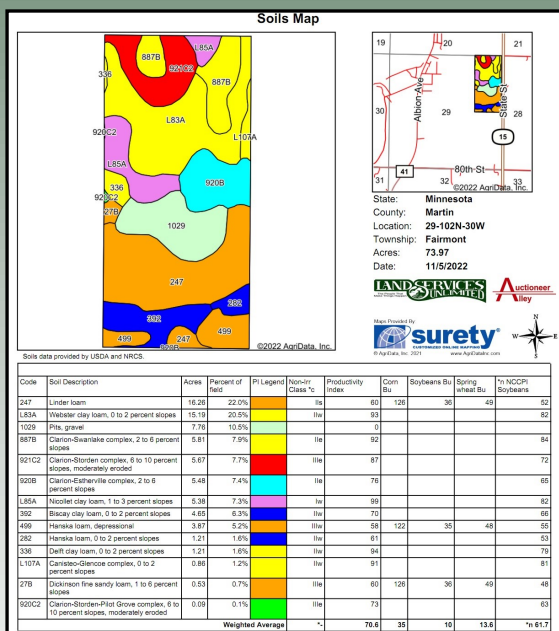 Soils Map
887B
921C2
L85A
336
887B
L83A
920C2
L107A
L85A
336
920B
920C2
27B
1029
247
282
392
499
247
499
920B
©2022 AgriData, Inc.
Soils data provided by USDA and NRCS.
19
20
21
Albion Ave
State St
30
29
28
15
41
80th St
31
32
33
©2022 AgriData, Inc.
State: Minnesota
County: Martin
Location: 29-102N-30W
Township: Fairmont
Acres: 73.97
Date: 11/5/2022
LAND SERVICES UNLIMITED
Auctioneer Alley
Maps Provided By
surety®
CUSTOMIZED ONLINE MAPPING
© AgriData, Inc. 2021 www.AgriDataInc.com
N
W E
S
Code Soil Description Acres Percent of field PI Legend Non-Irr Class *c Productivity Index Corn Bu Soybeans Bu Spring wheat Bu *n NCCPI Soybeans
247 Linder loam 16.26 22.0% IIs 60 126 36 49 52
L83A Webster clay loam, 0 to 2 percent slopes 15.19 20.5% IIw 93 82
1029 Pits, gravel 7.76 10.5% 0
887B Clarion-Swanlake complex, 2 to 6 percent slopes 5.81 7.9% IIe 92 84
921C2 Clarion-Storden complex, 6 to 10 percent slopes, moderately eroded 5.67 7.7% IIIe 87 72
920B Clarion-Estherville complex, 2 to 6 percent slopes 5.48 7.4% IIe 76 65
L85A Nicollet clay loam, 1 to 3 percent slopes 5.38 7.3% Iw 99 82
392 Biscay clay loam, 0 to 2 percent slopes 4.65 6.3% IIw 70 66
499 Hanska loam, depressional 3.87 5.2% IIIw 58 122 35 48 55
282 Hanska loam, 0 to 2 percent slopes 1.21 1.6% IIw 61 53
336 Delft clay loam, 0 to 2 percent slopes 1.21 1.6% IIw 94 79
L107A Canisteo-Glencoe complex, 0 to 2 percent slopes 0.86 1.2% IIw 91 81
27B Dickinson fine sandy loam, 1 to 6 percent slopes 0.53 0.7% IIIe 60 126 36 49 48
920C2 Clarion-Storden-Pilot Grove complex, 6 to 10 percent slopes, moderately eroded 0.09 0.1% IIIe 73 63
Weighted Average *- 70.6 35 10 13.6 *n 61.7